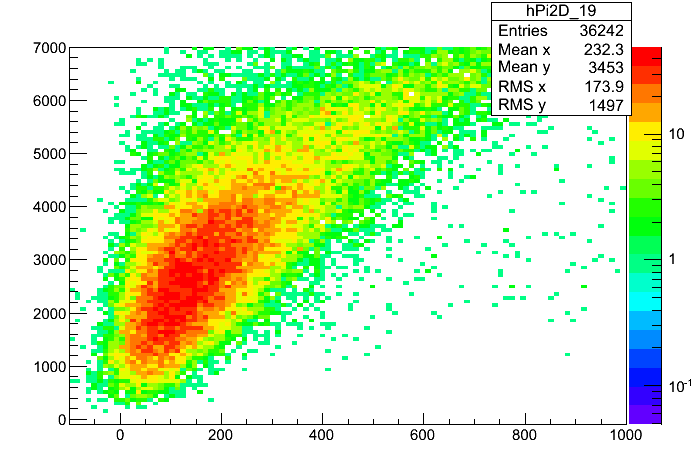 hPi2D_19
Entries 36242
Mean x 232.3
Mean y 3453
RMS x 173.9
RMS y 1497
7000
6000
5000
4000
3000
2000
1000
0
0 200 400 600 800 1000
10
1
10-1